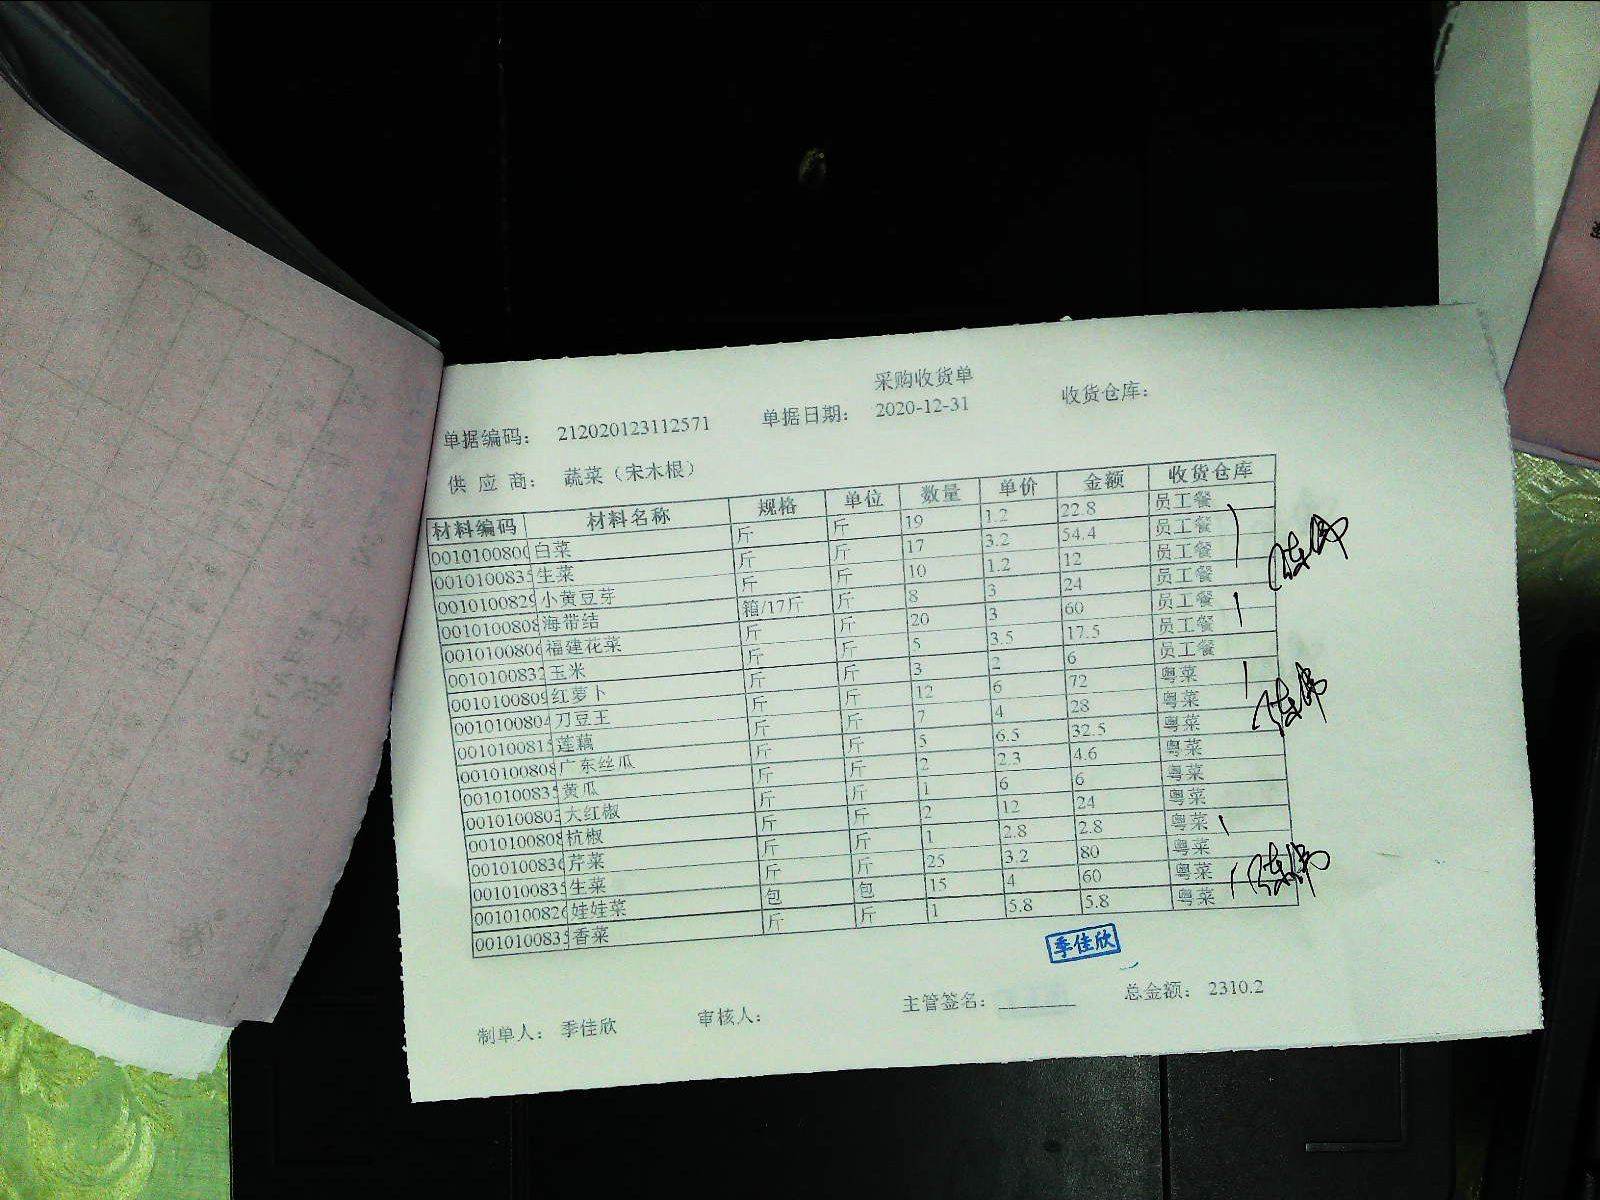 采购收货单
单据编码： 212020123112571 单据日期： 2020-12-31 收货仓库：
供 应 商： 蔬菜（宋木根）
材料编码 材料名称 规格 单位 数量 单价 金额 收货仓库
0010100800 白菜 斤 斤 19 1.2 22.8 员工餐
001010083 生菜 斤 斤 17 3.2 54.4 员工餐
0010100829 小黄豆芽 斤 斤 10 1.2 12 员工餐
0010100808 海带结 箱/17斤 斤 8 3 24 员工餐
001010080 福建花菜 斤 斤 20 3 60 员工餐
001010083 玉米 斤 斤 5 3.5 17.5 员工餐
0010100809 红萝卜 斤 斤 3 2 6 员工餐
0010100804 刀豆王 斤 斤 12 6 72 粤菜
001010081 莲藕 斤 斤 7 4 28 粤菜
0010100808 广东丝瓜 斤 斤 5 6.5 32.5 粤菜
001010083 黄瓜 斤 斤 2 2.3 4.6 粤菜
001010080 大红椒 斤 斤 1 6 6 粤菜
0010100808 杭椒 斤 斤 2 12 24 粤菜
001010083 芹菜 斤 斤 1 2.8 2.8 粤菜
001010083 生菜 斤 斤 25 3.2 80 粤菜
001010082 娃娃菜 包 包 15 4 60 粤菜
001010083 香菜 斤 斤 1 5.8 5.8 粤菜
季佳欣
制单人： 季佳欣 审核人： 主管签名： 总金额： 2310.2